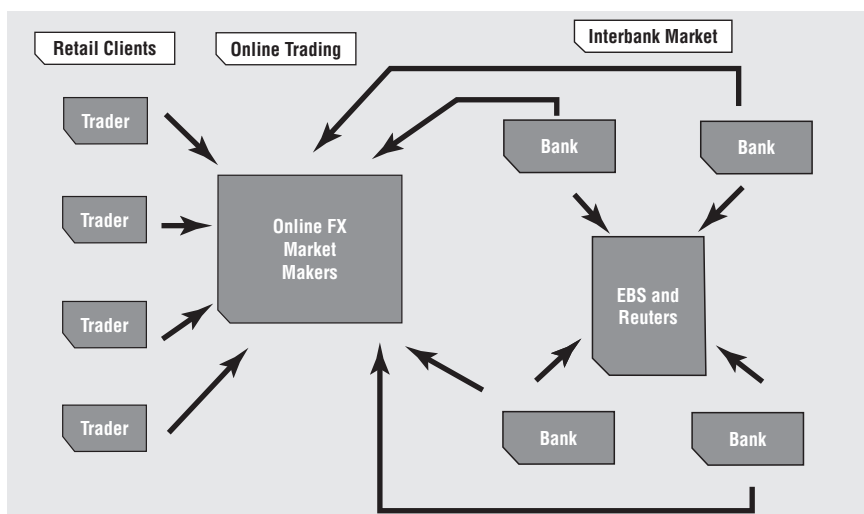 Retail Clients
Online Trading
Interbank Market
Trader
Bank
Bank
Trader
Online FX
Market
Makers
EBS and
Reuters
Trader
Trader
Bank
Bank